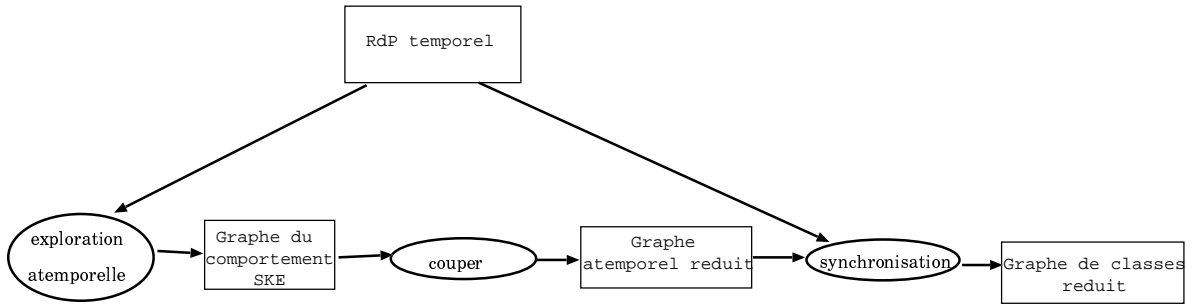 RdP temporel
exploration
atemporelle
Graphe du
comportement
SKE
couper
Graphe
atemporel reduit
synchronisation
Graphe de classes
reduit